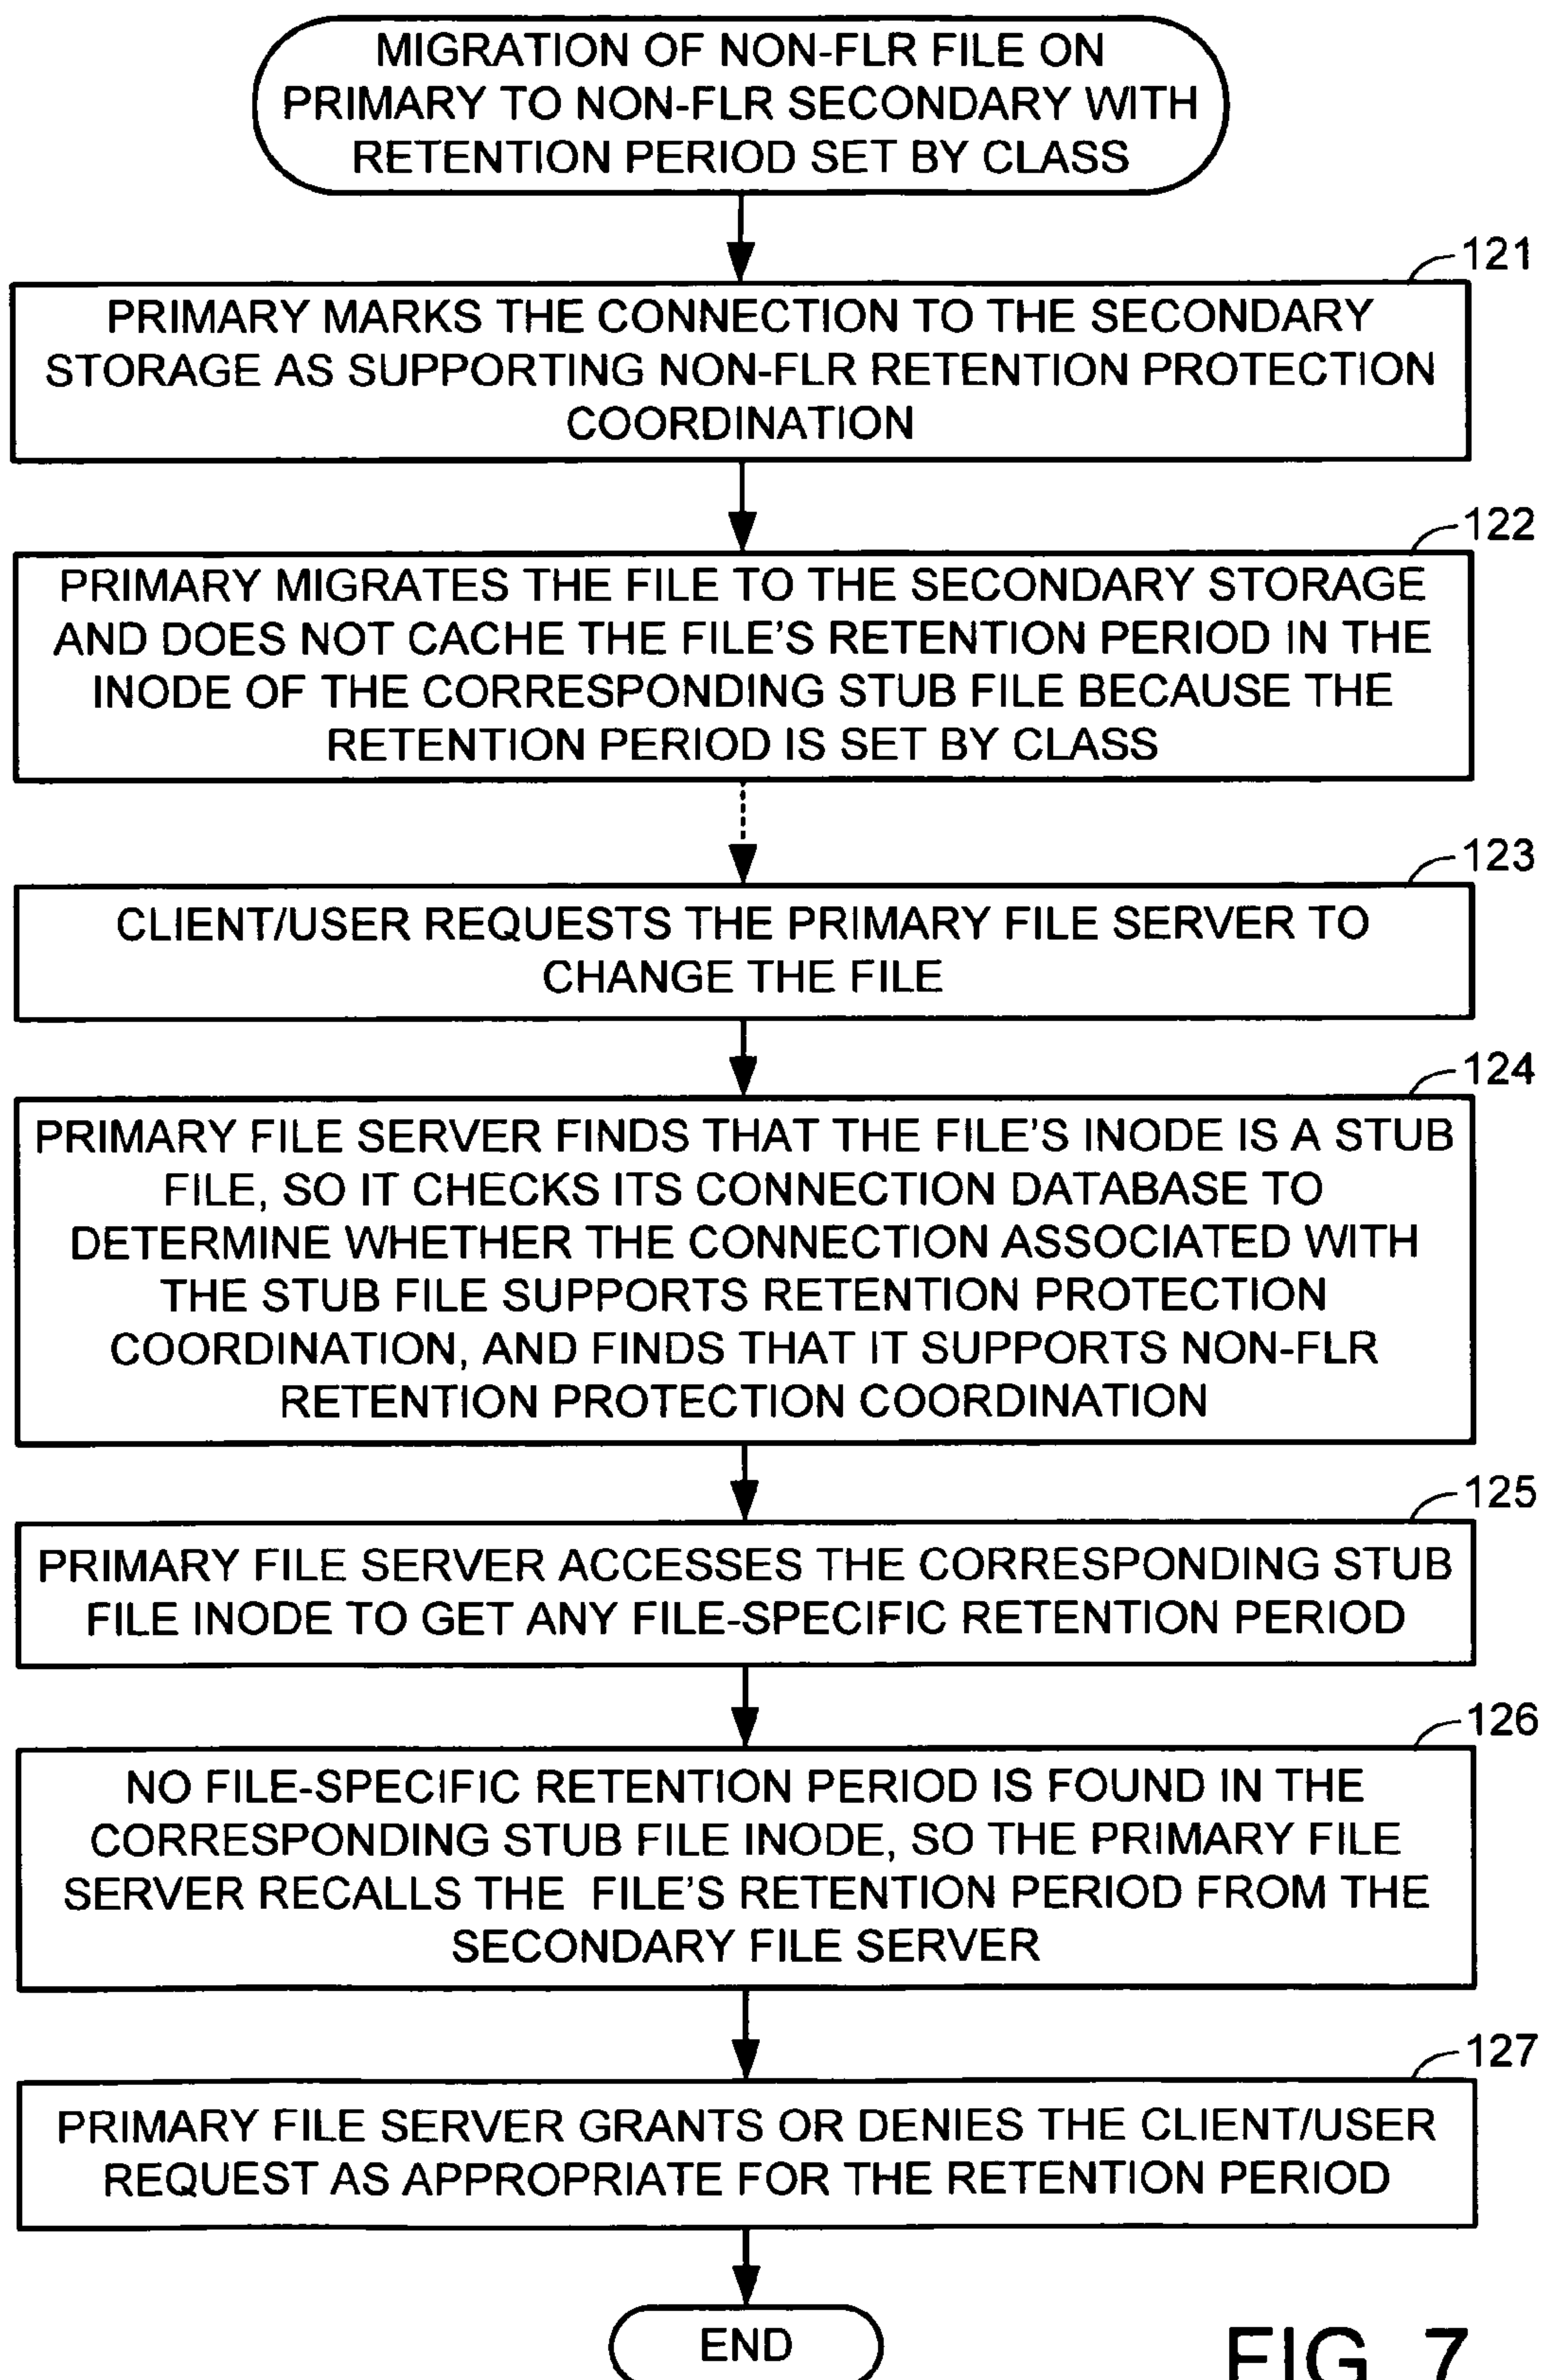 MIGRATION OF NON-FLR FILE ON
PRIMARY TO NON-FLR SECONDARY WITH
RETENTION PERIOD SET BY CLASS
121
PRIMARY MARKS THE CONNECTION TO THE SECONDARY
STORAGE AS SUPPORTING NON-FLR RETENTION PROTECTION
COORDINATION
122
PRIMARY MIGRATES THE FILE TO THE SECONDARY STORAGE
AND DOES NOT CACHE THE FILE'S RETENTION PERIOD IN THE
INODE OF THE CORRESPONDING STUB FILE BECAUSE THE
RETENTION PERIOD IS SET BY CLASS
123
CLIENT/USER REQUESTS THE PRIMARY FILE SERVER TO
CHANGE THE FILE
124
PRIMARY FILE SERVER FINDS THAT THE FILE'S INODE IS A STUB
FILE, SO IT CHECKS ITS CONNECTION DATABASE TO
DETERMINE WHETHER THE CONNECTION ASSOCIATED WITH
THE STUB FILE SUPPORTS RETENTION PROTECTION
COORDINATION, AND FINDS THAT IT SUPPORTS NON-FLR
RETENTION PROTECTION COORDINATION
125
PRIMARY FILE SERVER ACCESSES THE CORRESPONDING STUB
FILE INODE TO GET ANY FILE-SPECIFIC RETENTION PERIOD
126
NO FILE-SPECIFIC RETENTION PERIOD IS FOUND IN THE
CORRESPONDING STUB FILE INODE, SO THE PRIMARY FILE
SERVER RECALLS THE FILE'S RETENTION PERIOD FROM THE
SECONDARY FILE SERVER
127
PRIMARY FILE SERVER GRANTS OR DENIES THE CLIENT/USER
REQUEST AS APPROPRIATE FOR THE RETENTION PERIOD
END
FIG. 7